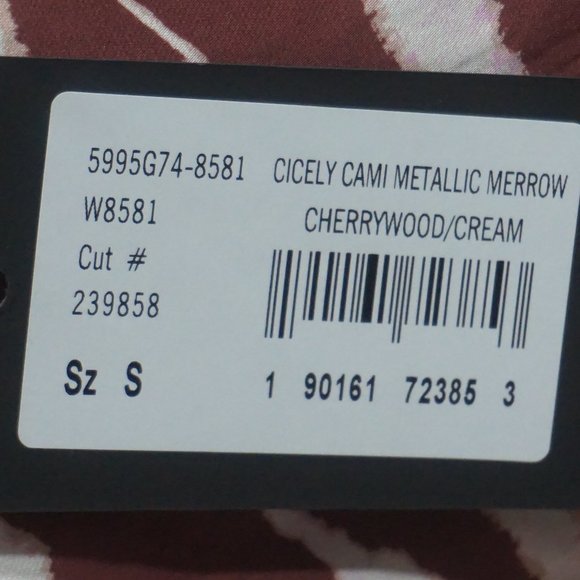 5995G74-8581
W8581
Cut #
239858
Sz S
CICELY CAMI METALLIC MERROW
CHERRYWOOD/CREAM
1 90161 72385 3